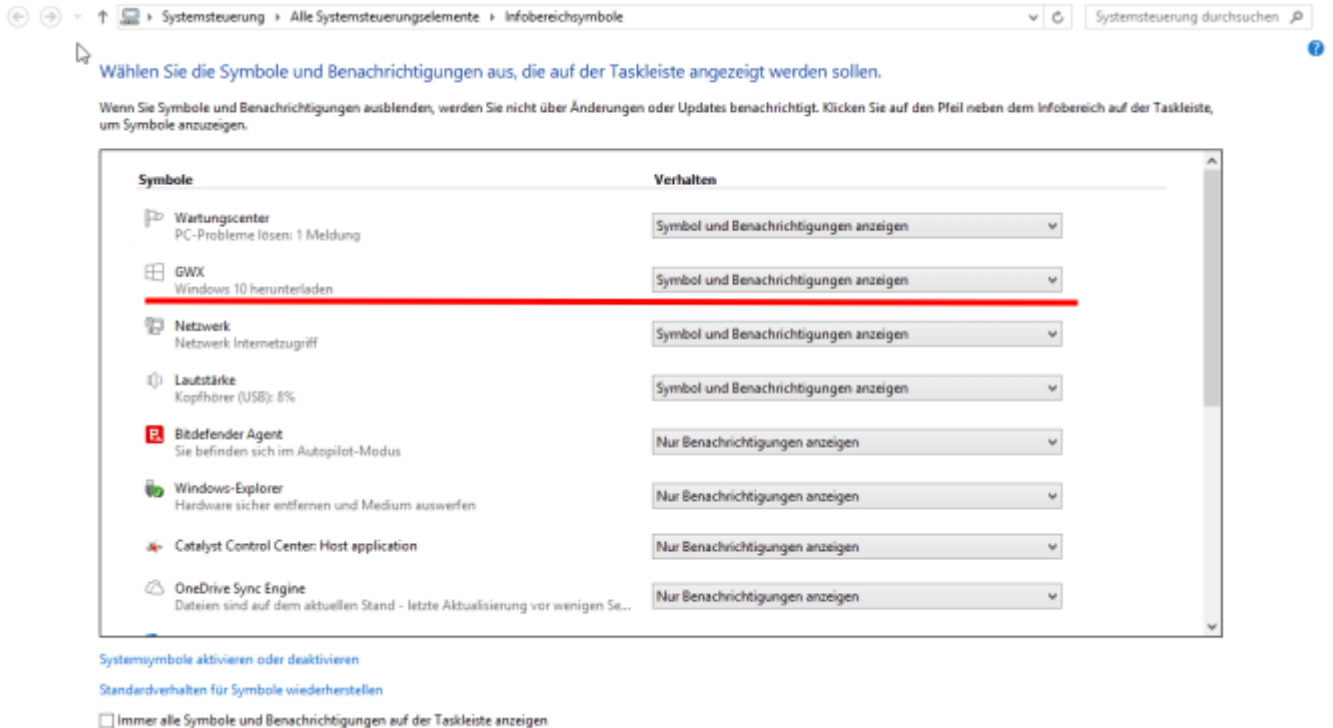 Systemsteuerung Alle Systemsteuerungselemente Infobereichsymbole
Systemsteuerung durchsuchen
Wählen Sie die Symbole und Benachrichtigungen aus, die auf der Taskleiste angezeigt werden sollen.
Wenn Sie Symbole und Benachrichtigungen ausblenden, werden Sie nicht über Änderungen oder Updates benachrichtigt. Klicken Sie auf den Pfeil neben dem Infobereich auf der Taskleiste,
um Symbole anzuzeigen.
Symbole Verhalten
Wartungscenter
PC-Probleme lösen: 1 Meldung
Symbol und Benachrichtigungen anzeigen
GWX
Windows 10 herunterladen
Symbol und Benachrichtigungen anzeigen
Netzwerk
Netzwerk Internetzugriff
Symbol und Benachrichtigungen anzeigen
Lautstärke
Kopfhörer (USB): 8%
Symbol und Benachrichtigungen anzeigen
Bitdefender Agent
Sie befinden sich im Autopilot-Modus
Nur Benachrichtigungen anzeigen
Windows-Explorer
Hardware sicher entfernen und Medium auswerfen
Nur Benachrichtigungen anzeigen
Catalyst Control Center: Host application
Nur Benachrichtigungen anzeigen
OneDrive Sync Engine
Dateien sind auf dem aktuellen Stand - letzte Aktualisierung vor wenigen Se...
Nur Benachrichtigungen anzeigen
Systemsymbole aktivieren oder deaktivieren
Standardverhalten für Symbole wiederherstellen
Immer alle Symbole und Benachrichtigungen auf der Taskleiste anzeigen